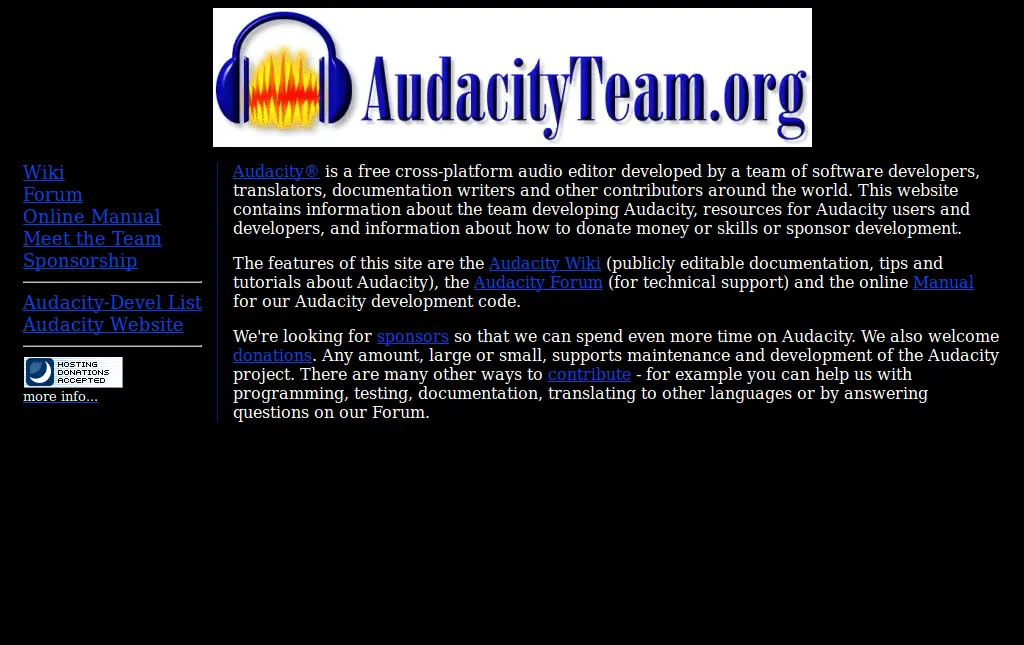 AudacityTeam.org
Wiki
Forum
Online Manual
Meet the Team
Sponsorship
Audacity-Devel List
Audacity Website
HOSTING
DONATIONS
ACCEPTED
more info...
Audacity® is a free cross-platform audio editor developed by a team of software developers,
translators, documentation writers and other contributors around the world. This website
contains information about the team developing Audacity, resources for Audacity users and
developers, and information about how to donate money or skills or sponsor development.
The features of this site are the Audacity Wiki (publicly editable documentation, tips and
tutorials about Audacity), the Audacity Forum (for technical support) and the online Manual
for our Audacity development code.
We're looking for sponsors so that we can spend even more time on Audacity. We also welcome
donations. Any amount, large or small, supports maintenance and development of the Audacity
project. There are many other ways to contribute - for example you can help us with
programming, testing, documentation, translating to other languages or by answering
questions on our Forum.